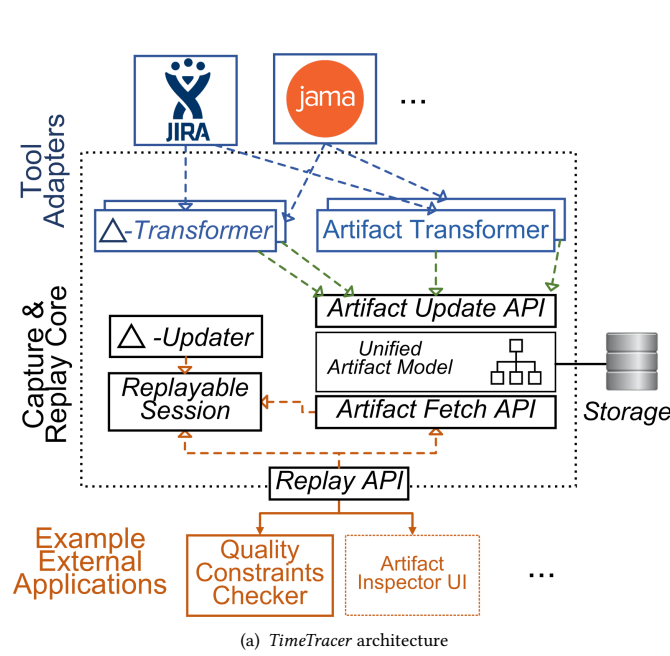 JIRA
jama
...
Tool
Adapters
△-Transformer
Artifact Transformer
Capture &
Replay Core
Artifact Update API
△ -Updater
Unified
Artifact Model
Replayable
Session
Artifact Fetch API
Storage
Replay API
Example
External
Applications
Quality
Constraints
Checker
Artifact
Inspector UI
...
(a) TimeTracer architecture